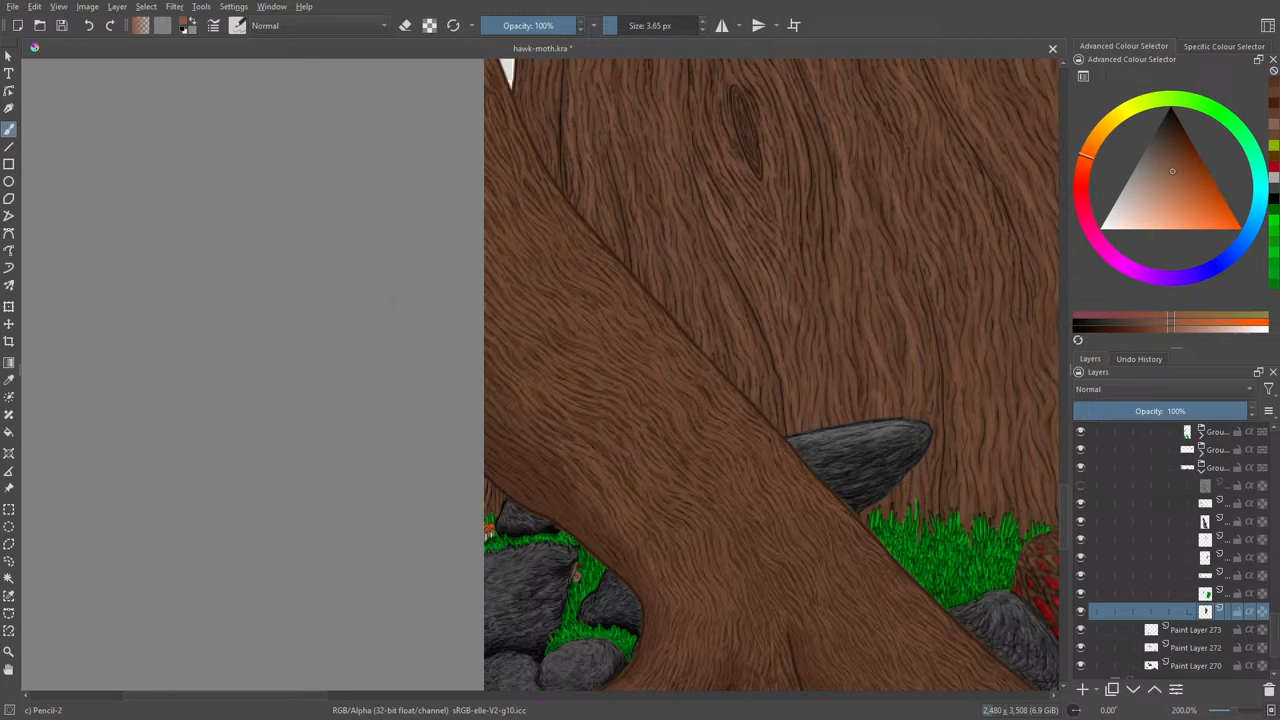 File Edit View Image Layer Select Tools Settings Window Help
Normal Opacity: 100% Size: 3.65 px
hawk-moth.kra *
Advanced Colour Selector Specific Colour Selector
Advanced Colour Selector
Layers Undo History
Layers
Normal
Opacity: 100%
Grou...
Grou...
Grou...
...
...
...
...
...
...
...
...
Paint Layer 273
Paint Layer 272
Paint Layer 270
c) Pencil-2 RGB/Alpha (32-bit float/channel) sRGB-elle-V2-g10.icc 2,480 x 3,508 (6.9 GiB) 0.00° 200.0%